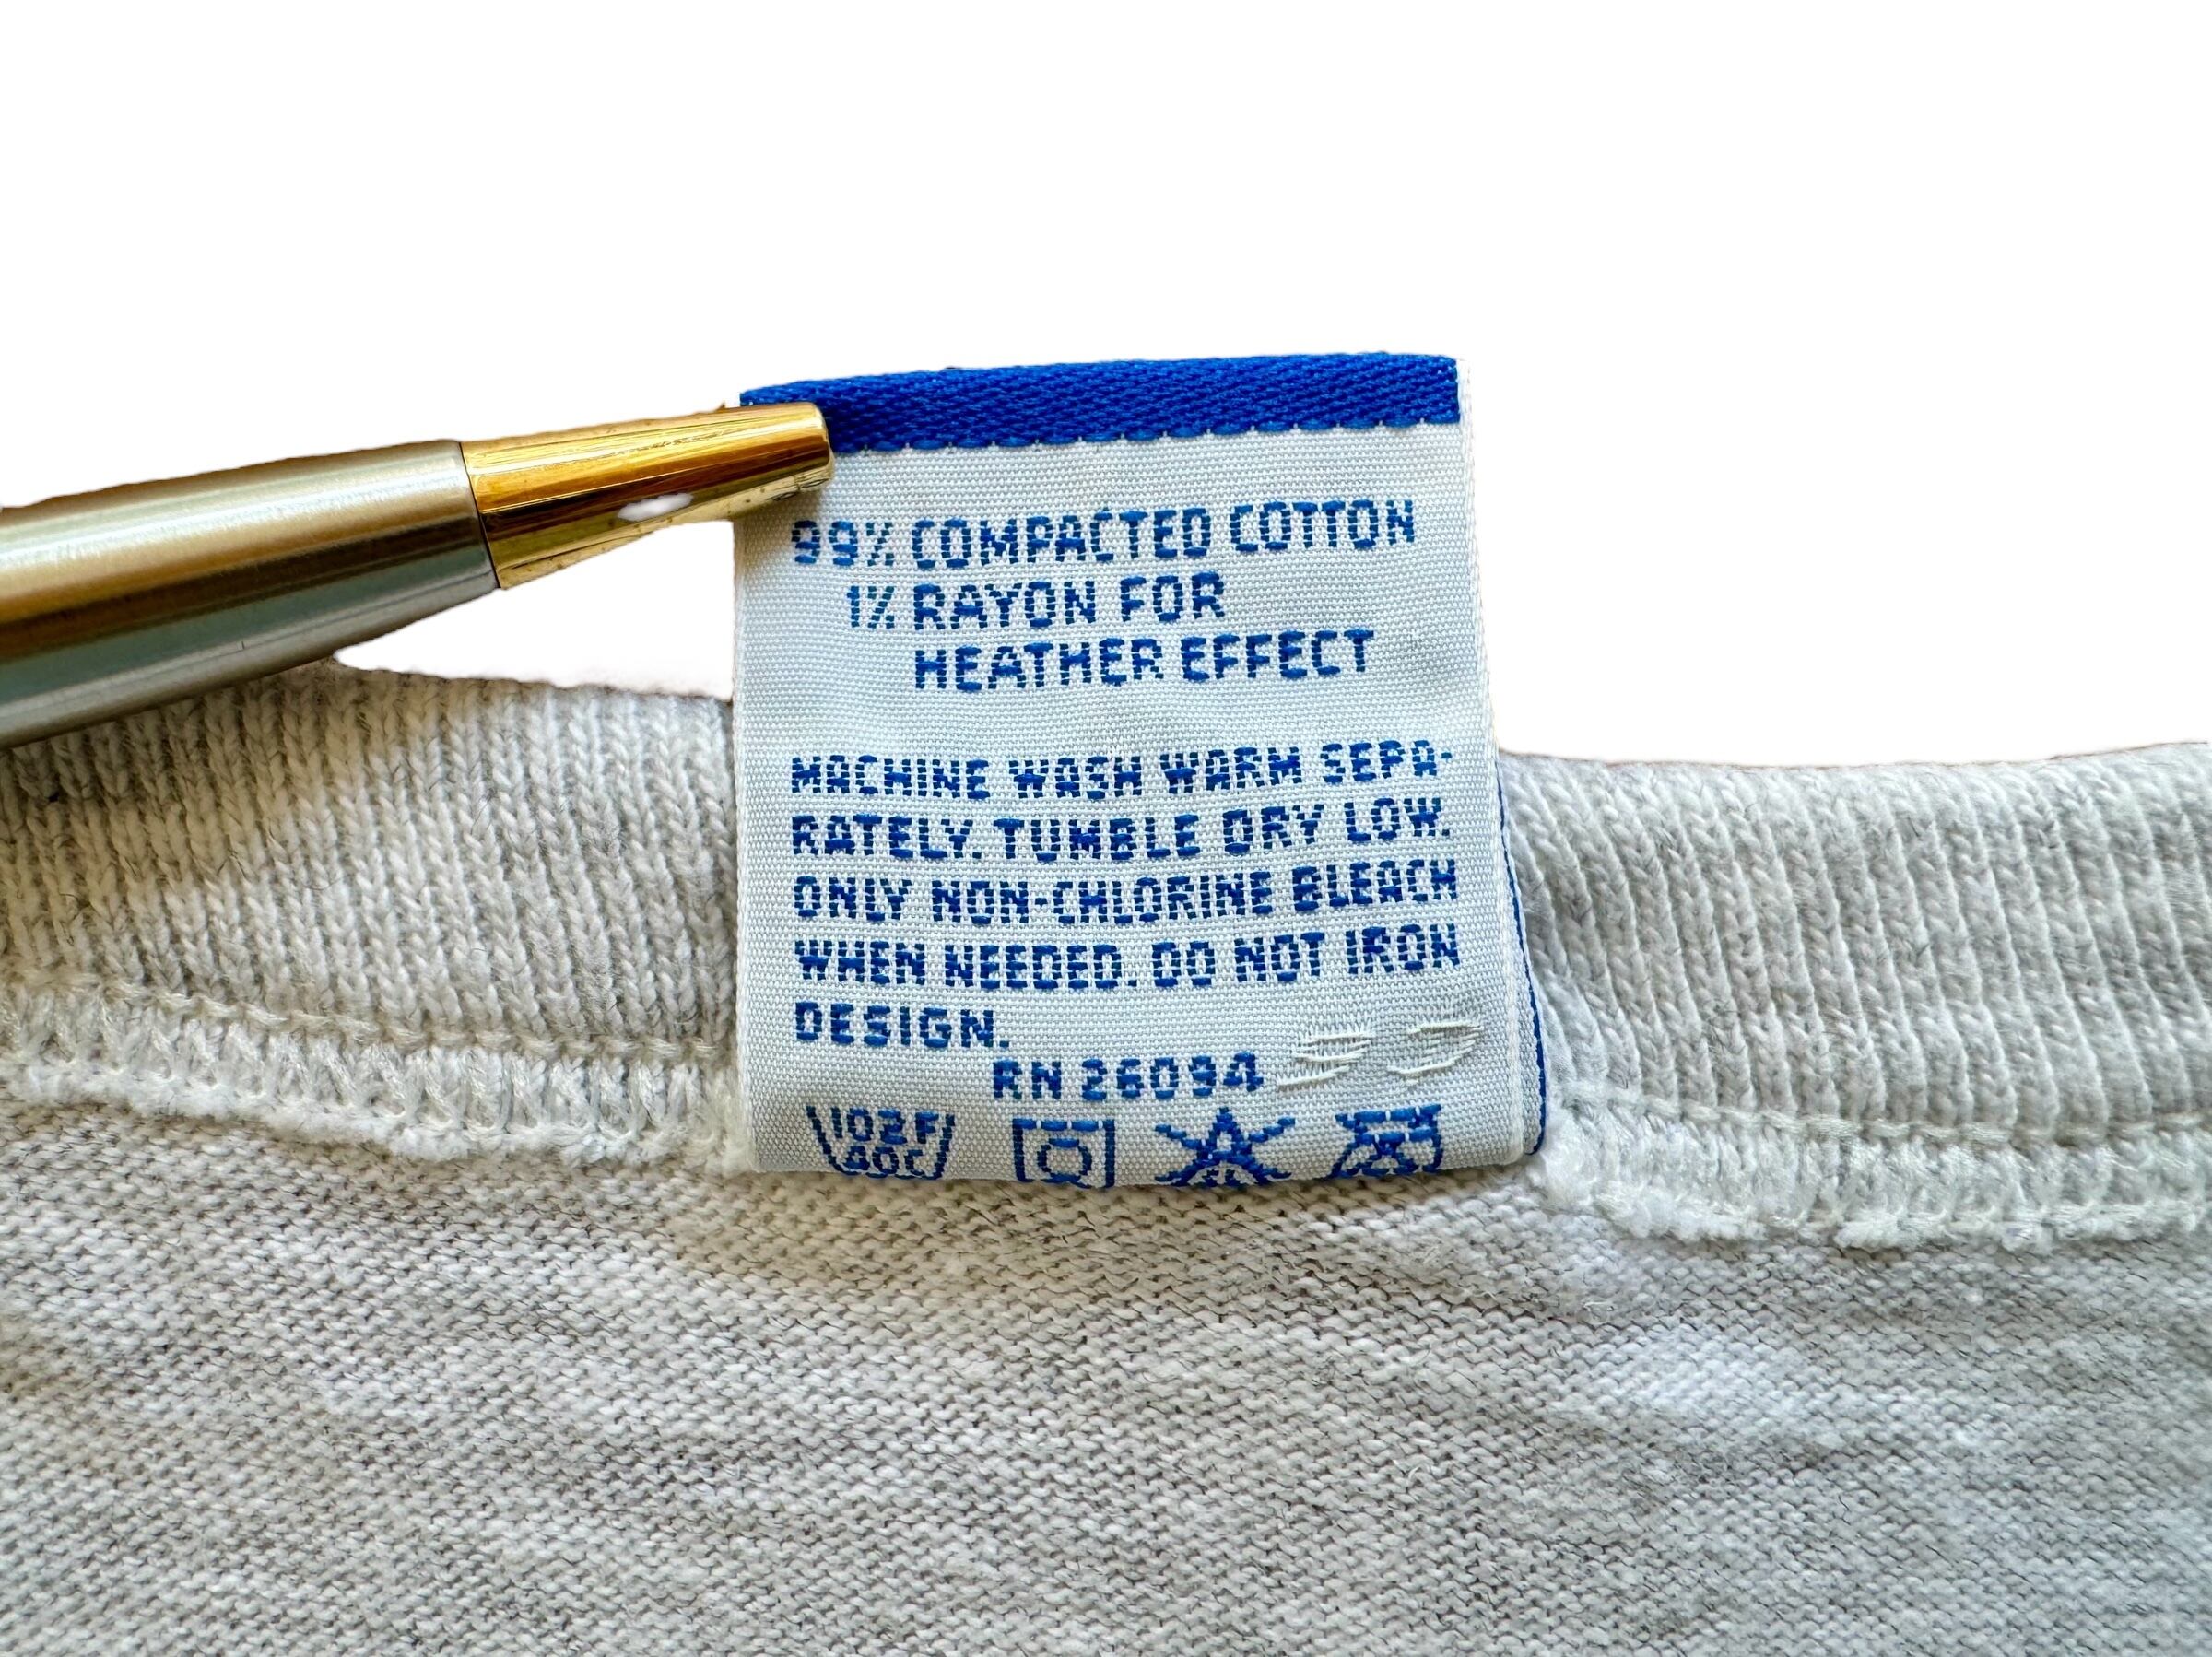 99% COMPACTED COTTON
1% RAYON FOR
HEATHER EFFECT
MACHINE WASH WARM SEPA-
RATELY. TUMBLE DRY LOW.
ONLY NON-CHLORINE BLEACH
WHEN NEEDED. DO NOT IRON
DESIGN.
RN 26094
102F
40C